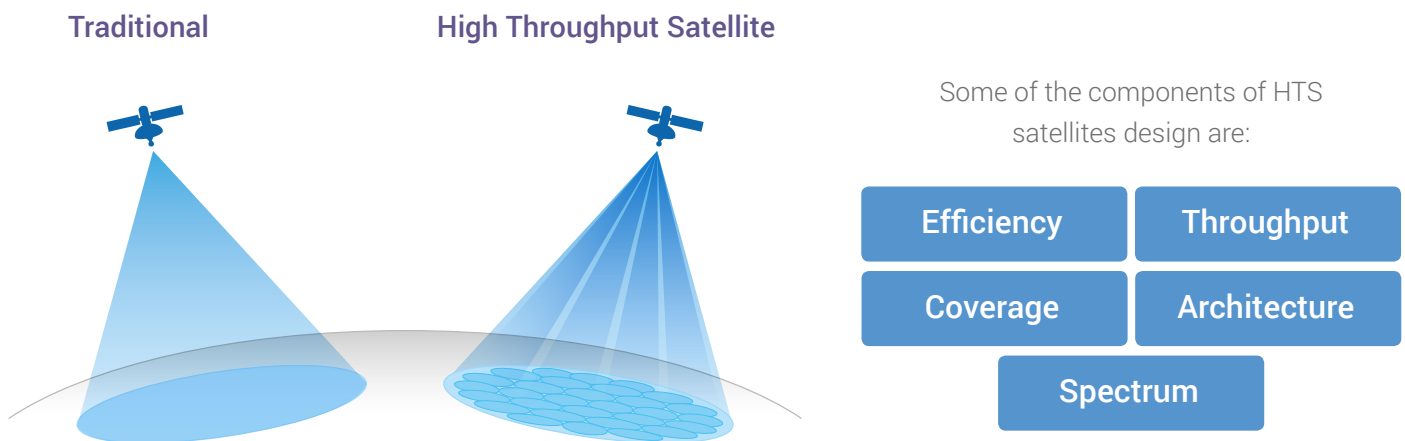 Traditional
High Throughput Satellite
Some of the components of HTS
satellites design are:
Efficiency
Throughput
Coverage
Architecture
Spectrum